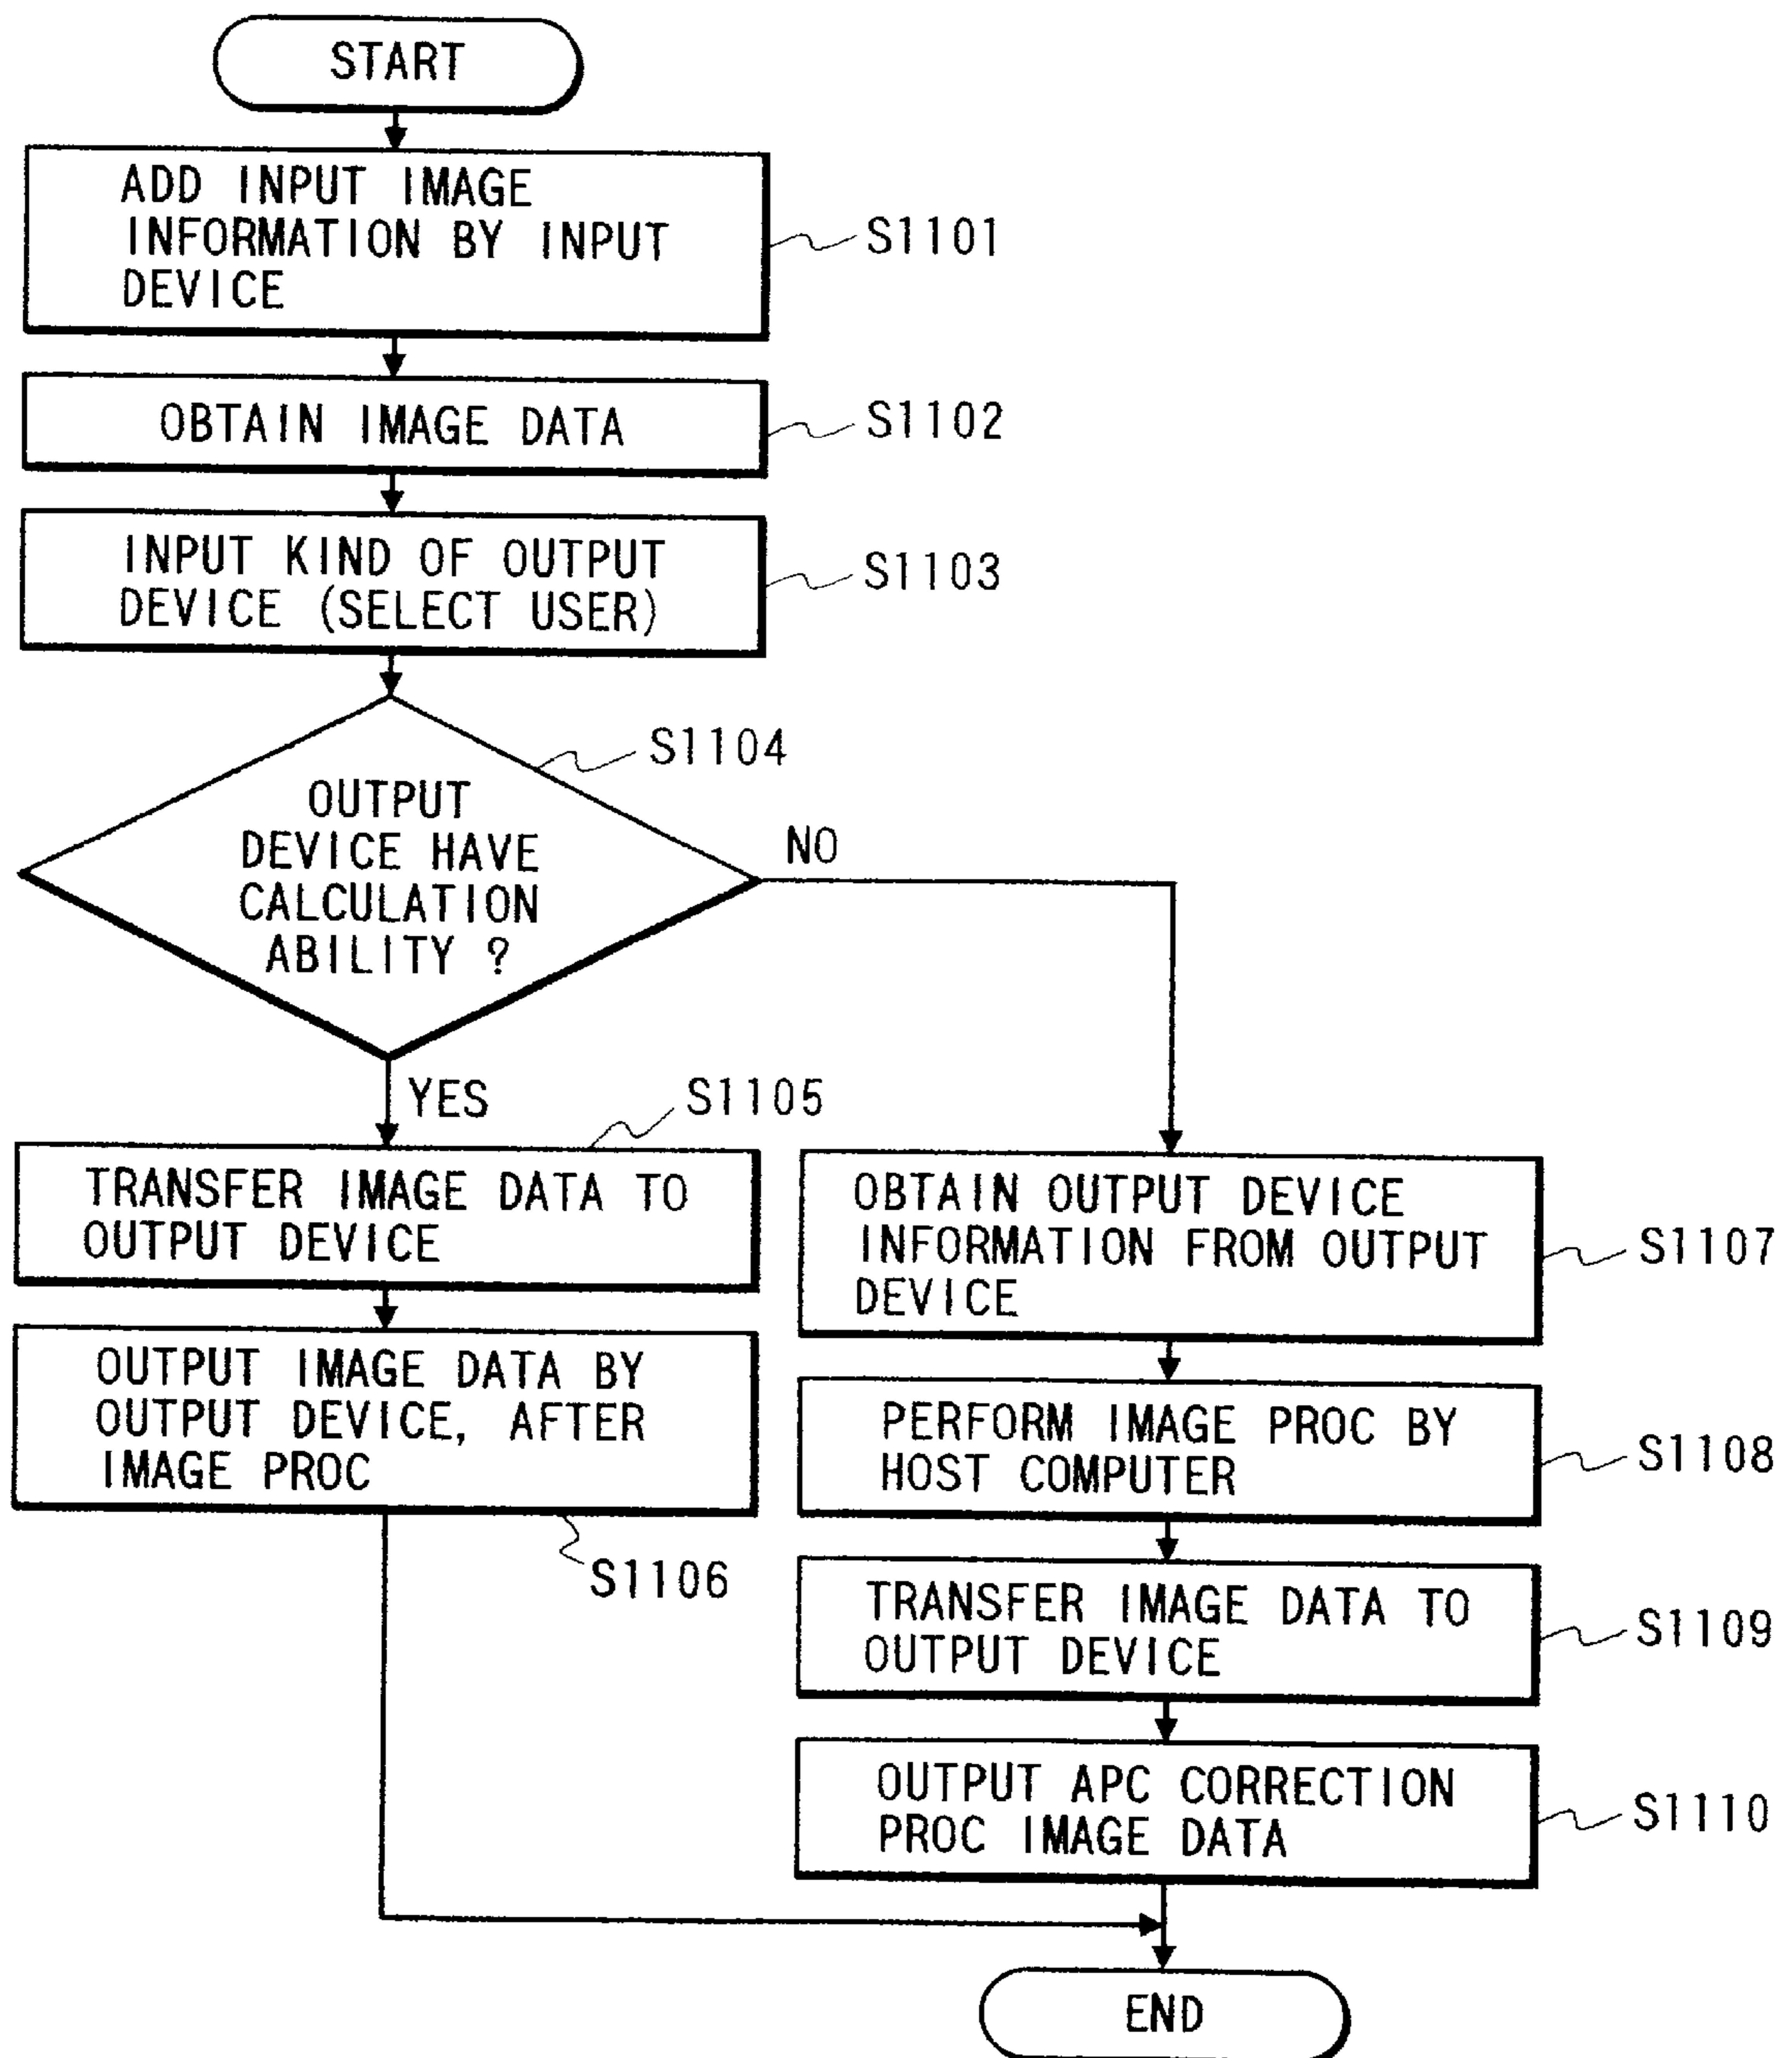 START
ADD INPUT IMAGE
INFORMATION BY INPUT
DEVICE
S1101
OBTAIN IMAGE DATA
S1102
INPUT KIND OF OUTPUT
DEVICE (SELECT USER)
S1103
S1104
OUTPUT
DEVICE HAVE
CALCULATION
ABILITY ?
NO
YES
S1105
TRANSFER IMAGE DATA TO
OUTPUT DEVICE
OUTPUT IMAGE DATA BY
OUTPUT DEVICE, AFTER
IMAGE PROC
S1106
OBTAIN OUTPUT DEVICE
INFORMATION FROM OUTPUT
DEVICE
S1107
PERFORM IMAGE PROC BY
HOST COMPUTER
S1108
TRANSFER IMAGE DATA TO
OUTPUT DEVICE
S1109
OUTPUT APC CORRECTION
PROC IMAGE DATA
S1110
END